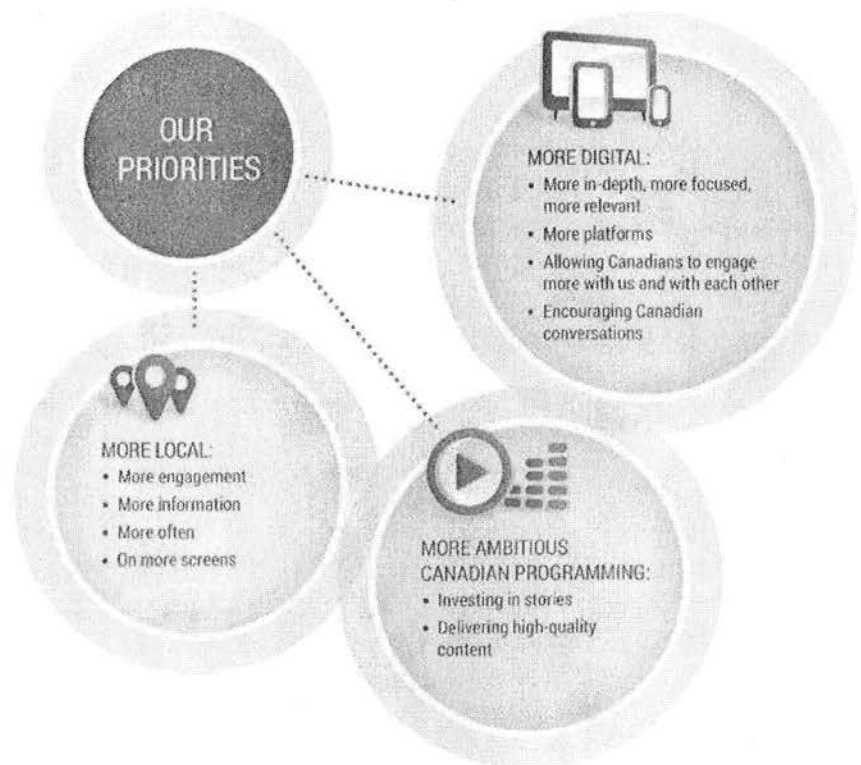 OUR
PRIORITIES
MORE DIGITAL:
• More in-depth, more focused,
more relevant
• More platforms
• Allowing Canadians to engage
more with us and with each other
• Encouraging Canadian
conversations
MORE LOCAL:
• More engagement
• More information
• More often
• On more screens
MORE AMBITIOUS
CANADIAN PROGRAMMING:
• Investing in stories
• Delivering high-quality
content